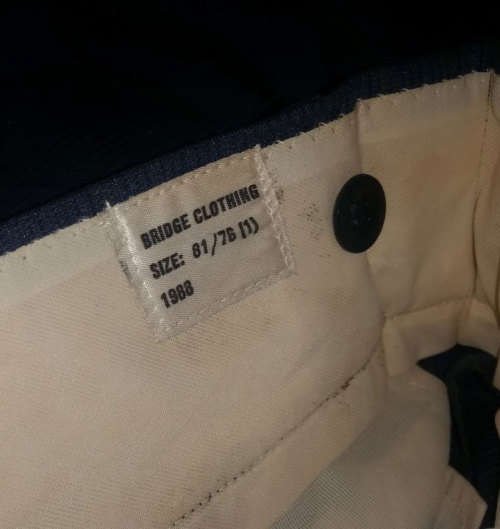 BRIDGE CLOTHING
SIZE: 81/76 (1)
1988